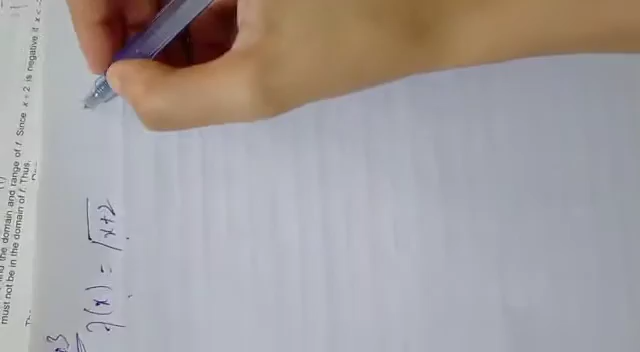 find the domain and range of f. Since x + 2 is negative if x <
must not be in the domain of f. Thus,
f(x) = √x+2